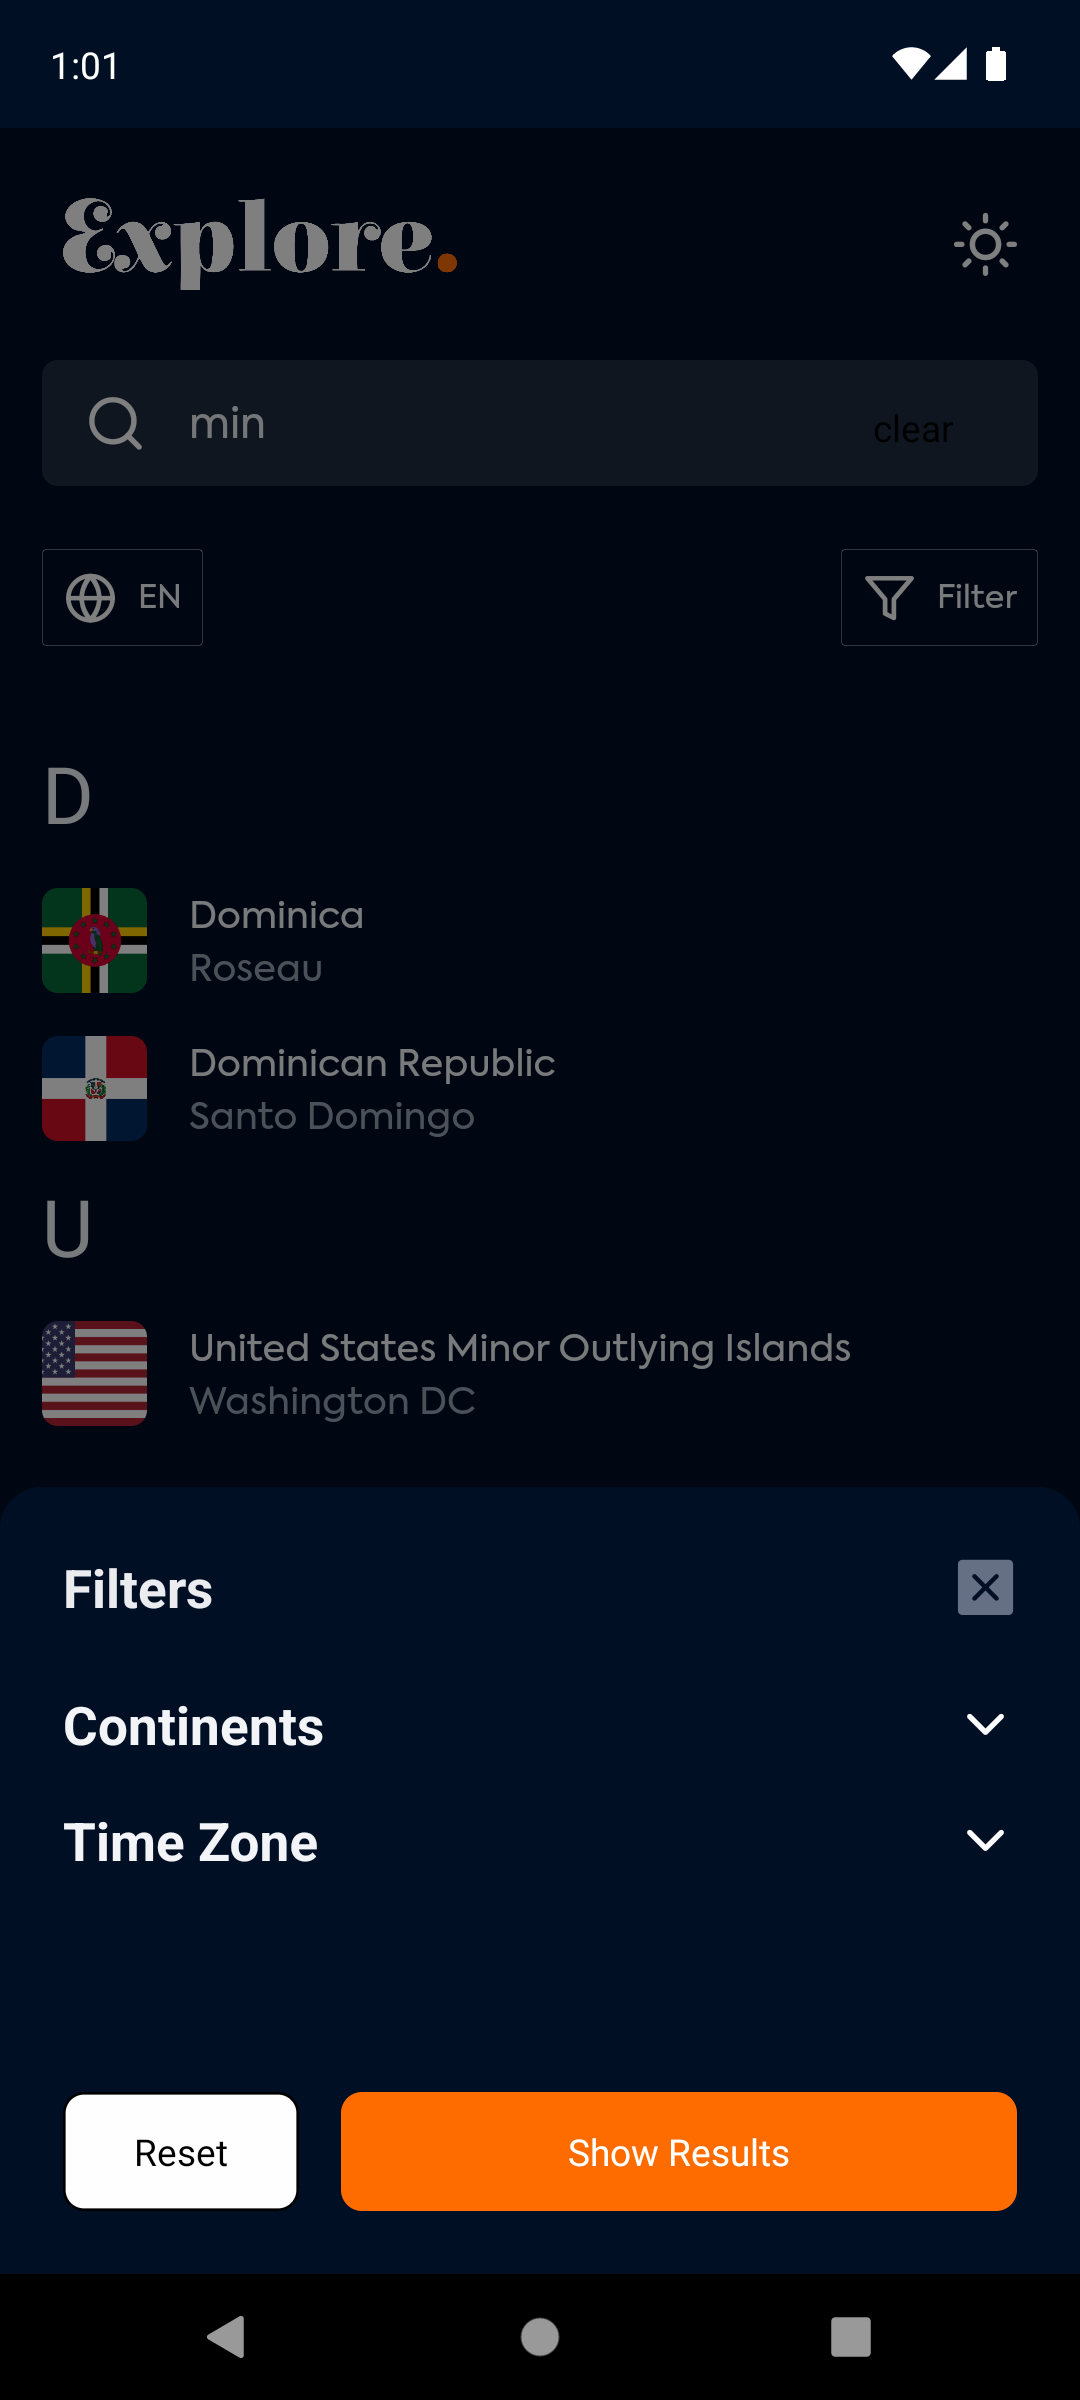 1:01
Explore.
min
clear
EN
Filter
D
Dominica
Roseau
Dominican Republic
Santo Domingo
U
United States Minor Outlying Islands
Washington DC
Filters
Continents
Time Zone
Reset
Show Results